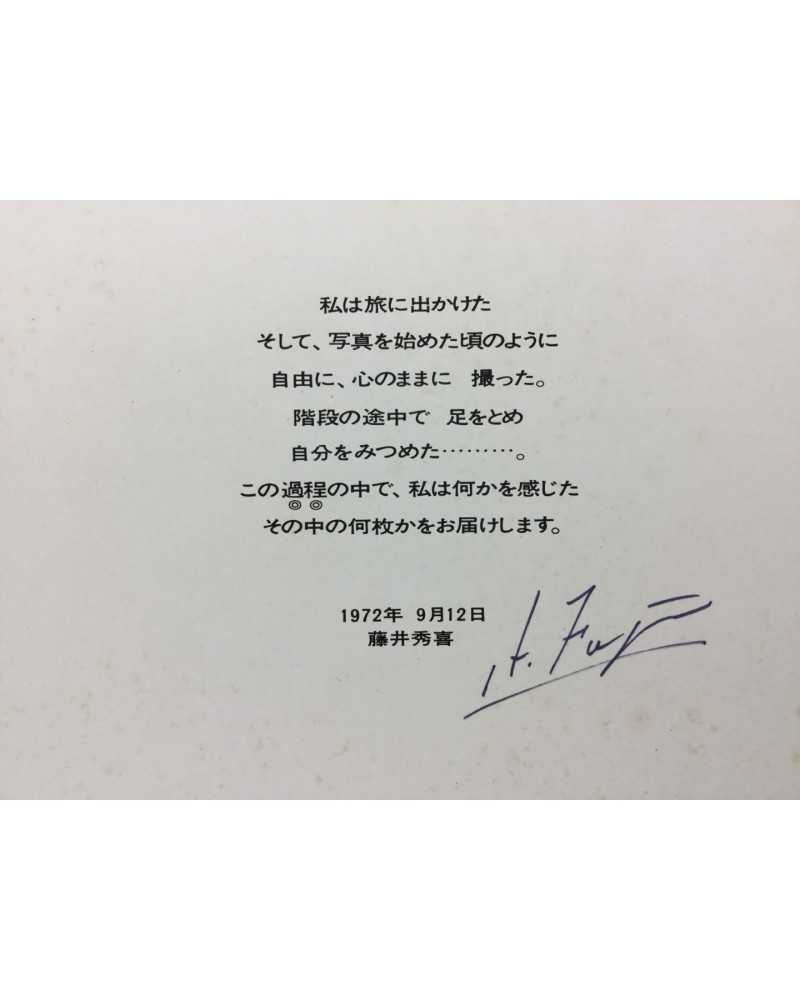 私は旅に出かけた
そして、写真を始めた頃のように
自由に、心のままに　撮った。
階段の途中で　足をとめ
自分をみつめた………。
この過程の中で、私は何かを感じた
◎◎
その中の何枚かをお届けします。
1972年 9月12日
藤井秀喜
H. Fuji